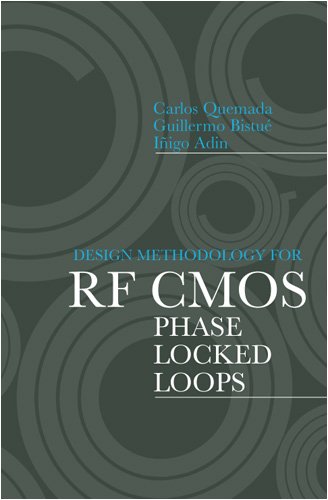 Carlos Quemada
Guillermo Bistué
Iñigo Adin
DESIGN METHODOLOGY FOR
RF CMOS
PHASE
LOCKED
LOOPS